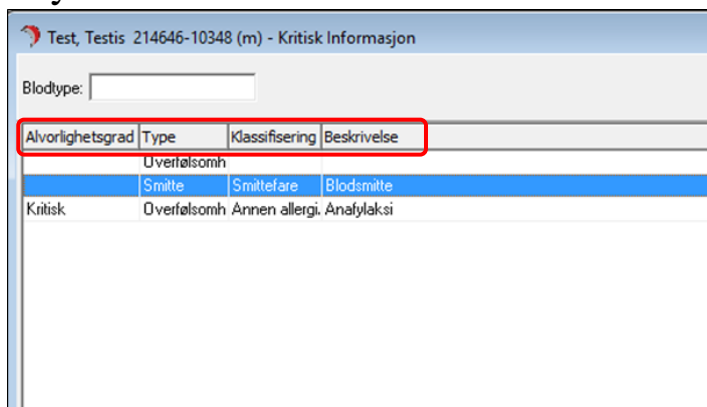 Test, Testis 214646-10348 (m) - Kritisk Informasjon
Blodtype:
Alvorlighetsgrad Type Klassifisering Beskrivelse
Overfølsomh
Smitte Smittefare Blodsmitte
Kritisk Overfølsomh Annen allergi. Anafylaksi